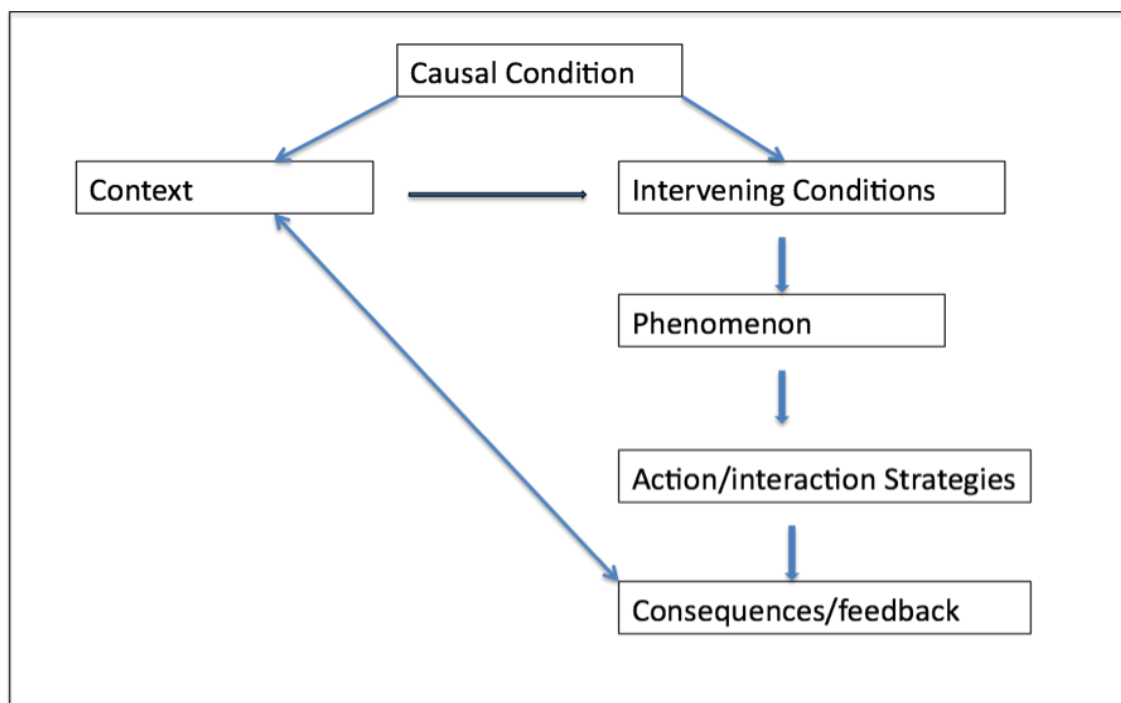 Causal Condition
Context
Intervening Conditions
Phenomenon
Action/interaction Strategies
Consequences/feedback